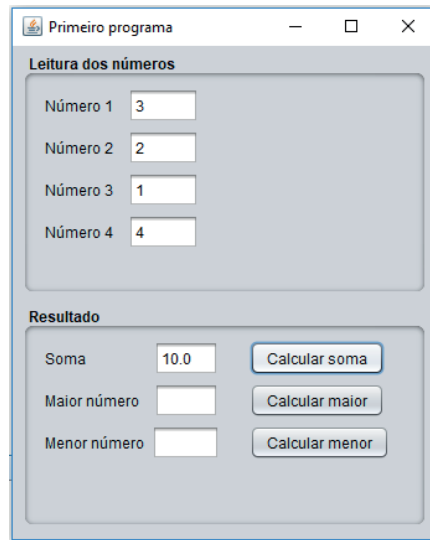 Primeiro programa
Leitura dos números
Número 1 3
Número 2 2
Número 3 1
Número 4 4
Resultado
Soma 10.0 Calcular soma
Maior número Calcular maior
Menor número Calcular menor